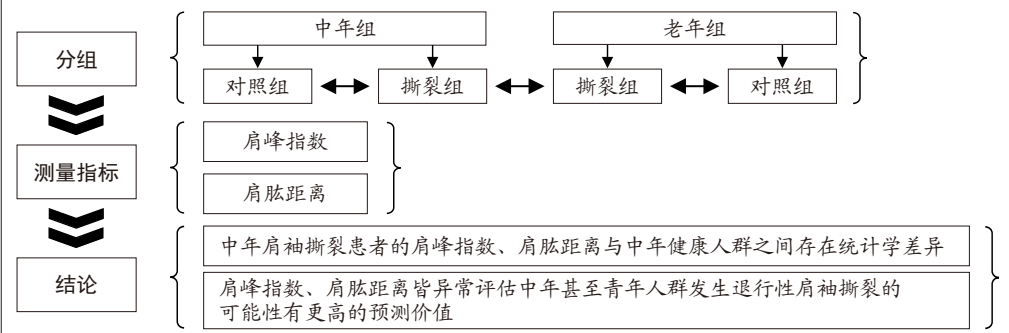 分组
中年组
老年组
对照组
撕裂组
撕裂组
对照组
测量指标
肩峰指数
肩肱距离
结论
中年肩袖撕裂患者的肩峰指数、肩肱距离与中年健康人群之间存在统计学差异
肩峰指数、肩肱距离皆异常评估中年甚至青年人群发生退行性肩袖撕裂的
可能性有更高的预测价值